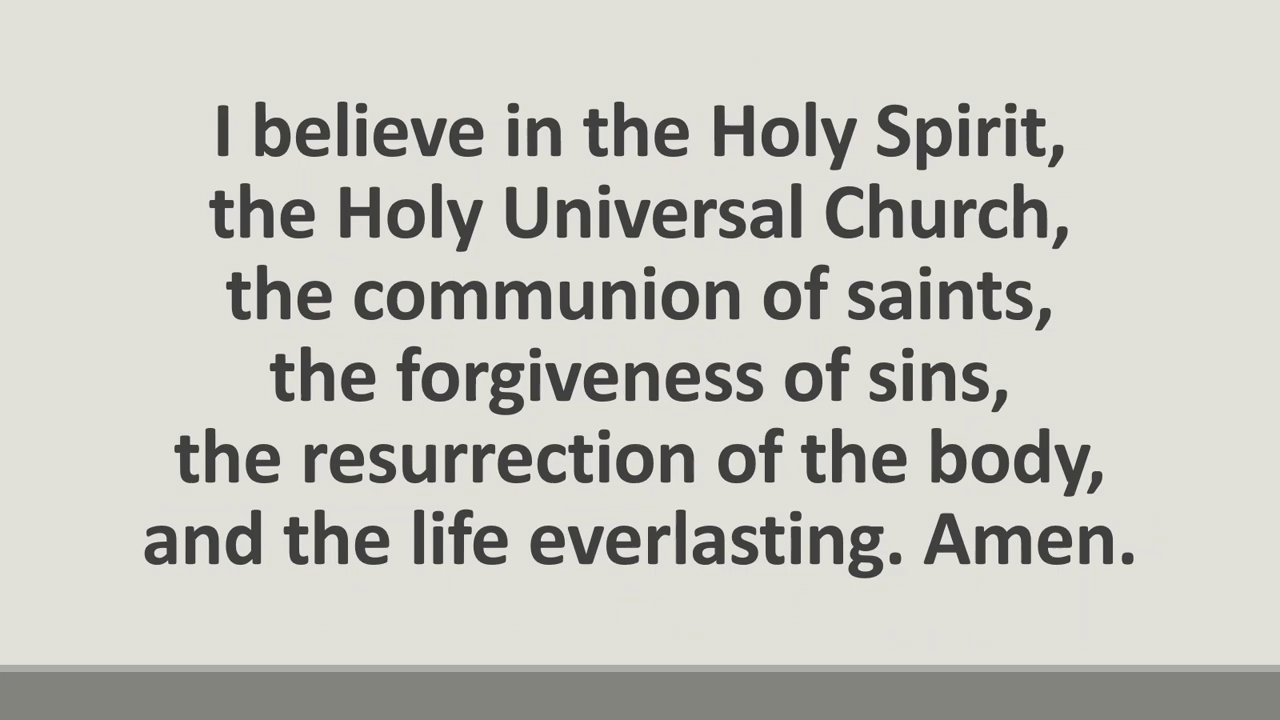 I believe in the Holy Spirit,
the Holy Universal Church,
the communion of saints,
the forgiveness of sins,
the resurrection of the body,
and the life everlasting. Amen.